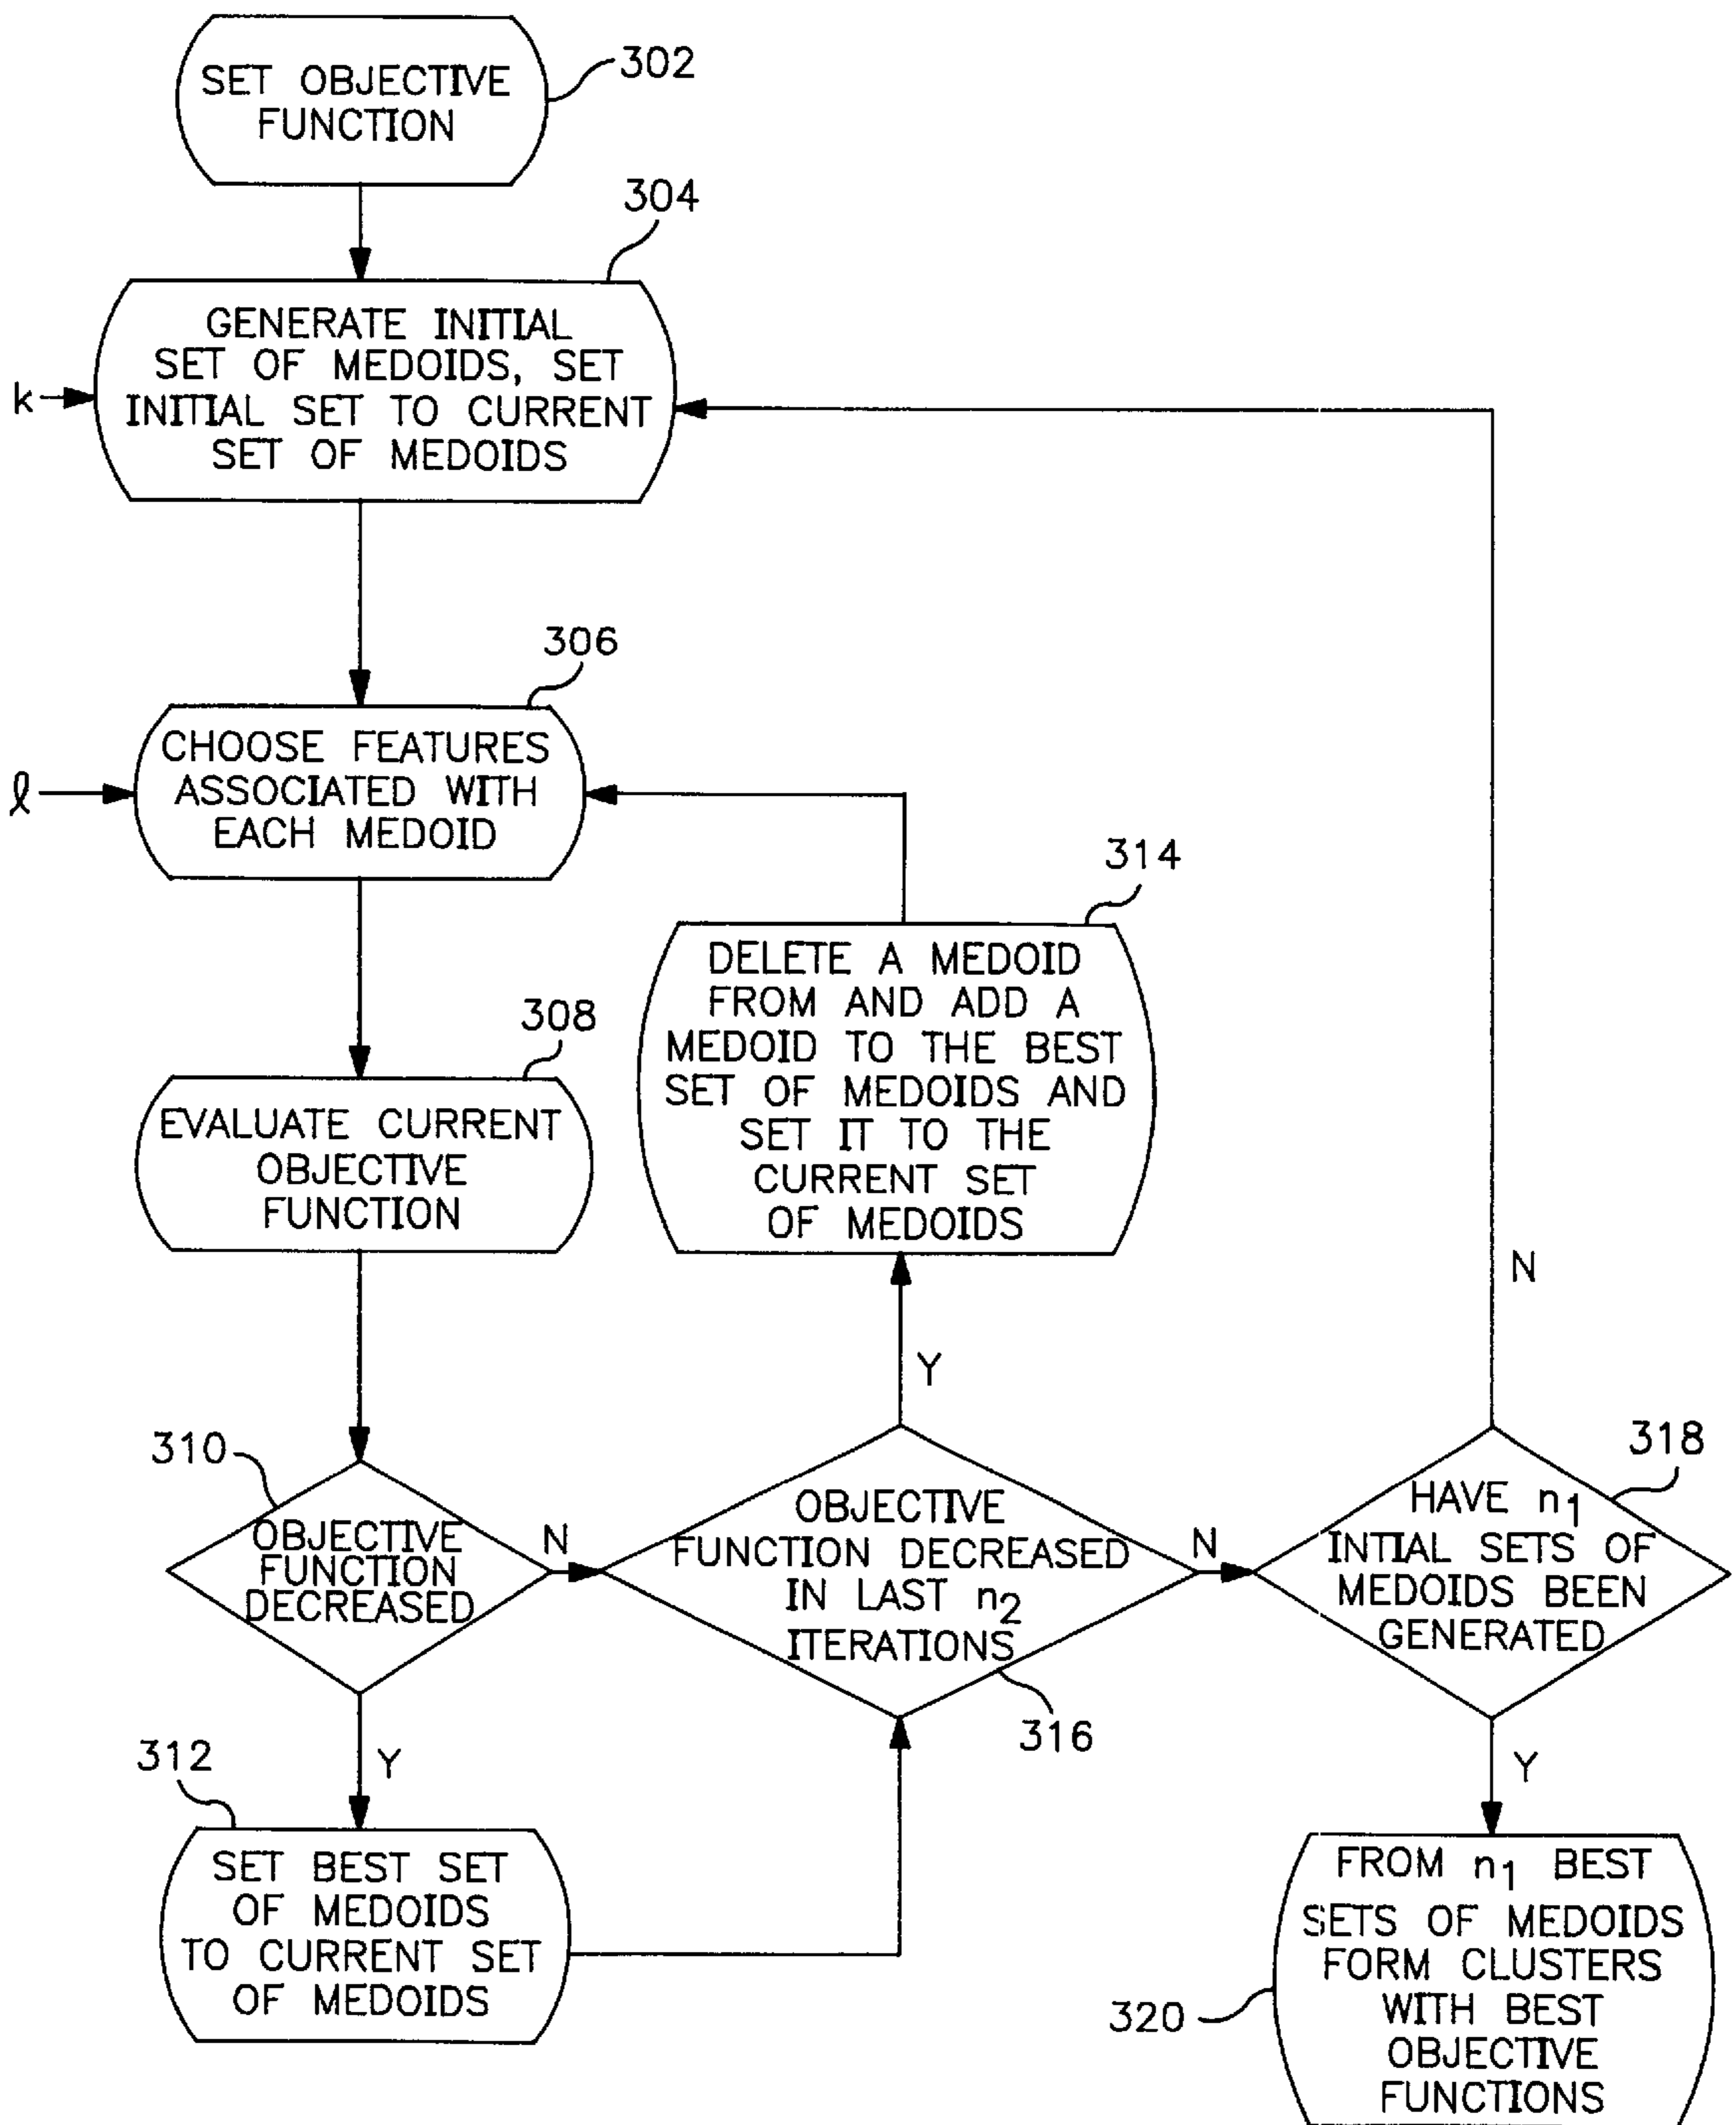 SET OBJECTIVE
FUNCTION
302
304
GENERATE INITIAL
SET OF MEDOIDS, SET
INITIAL SET TO CURRENT
SET OF MEDOIDS
k
306
CHOOSE FEATURES
ASSOCIATED WITH
EACH MEDOID
ℓ
314
DELETE A MEDOID
FROM AND ADD A
MEDOID TO THE BEST
SET OF MEDOIDS AND
SET IT TO THE
CURRENT SET
OF MEDOIDS
308
EVALUATE CURRENT
OBJECTIVE
FUNCTION
N
Y
310
OBJECTIVE
FUNCTION
DECREASED
N
OBJECTIVE
FUNCTION DECREASED
IN LAST n2
ITERATIONS
316
N
318
HAVE n1
INTIAL SETS OF
MEDOIDS BEEN
GENERATED
Y
Y
312
SET BEST SET
OF MEDOIDS
TO CURRENT SET
OF MEDOIDS
FROM n1 BEST
SETS OF MEDOIDS
FORM CLUSTERS
WITH BEST
OBJECTIVE
FUNCTIONS
320